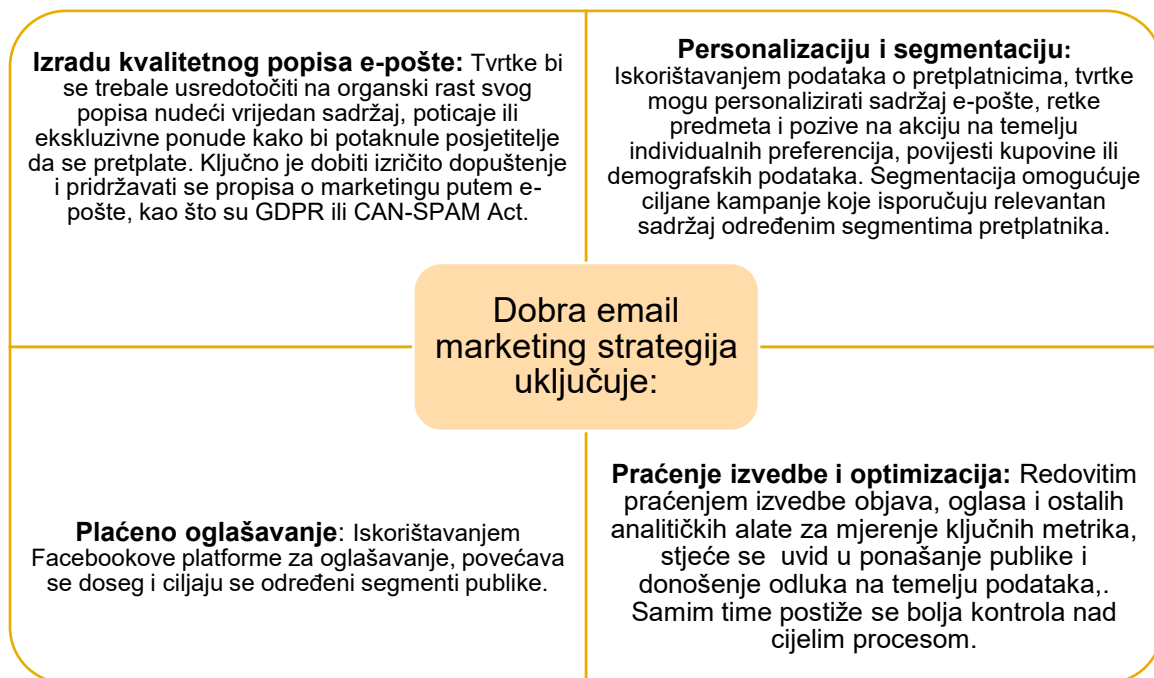 Izradu kvalitetnog popisa e-pošte: Tvrtke bi
se trebale usredotočiti na organski rast svog
popisa nudeći vrijedan sadržaj, poticaje ili
ekskluzivne ponude kako bi potaknule posjetitelje
da se pretplate. Ključno je dobiti izričito dopuštenje
i pridržavati se propisa o marketingu putem e-
pošte, kao što su GDPR ili CAN-SPAM Act.
Personalizaciju i segmentaciju:
Iskorištavanjem podataka o pretplatnicima, tvrtke
mogu personalizirati sadržaj e-pošte, retke
predmeta i pozive na akciju na temelju
individualnih preferencija, povijesti kupovine ili
demografskih podataka. Segmentacija omogućuje
ciljane kampanje koje isporučuju relevantan
sadržaj određenim segmentima pretplatnika.
Dobra email
marketing strategija
uključuje:
Plaćeno oglašavanje: Iskorištavanjem
Facebookove platforme za oglašavanje, povećava
se doseg i ciljaju se određeni segmenti publike.
Praćenje izvedbe i optimizacija: Redovitim
praćenjem izvedbe objava, oglasa i ostalih
analitičkih alate za mjerenje ključnih metrika,
stječe se  uvid u ponašanje publike i
donošenje odluka na temelju podataka,.
Samim time postiže se bolja kontrola nad
cijelim procesom.